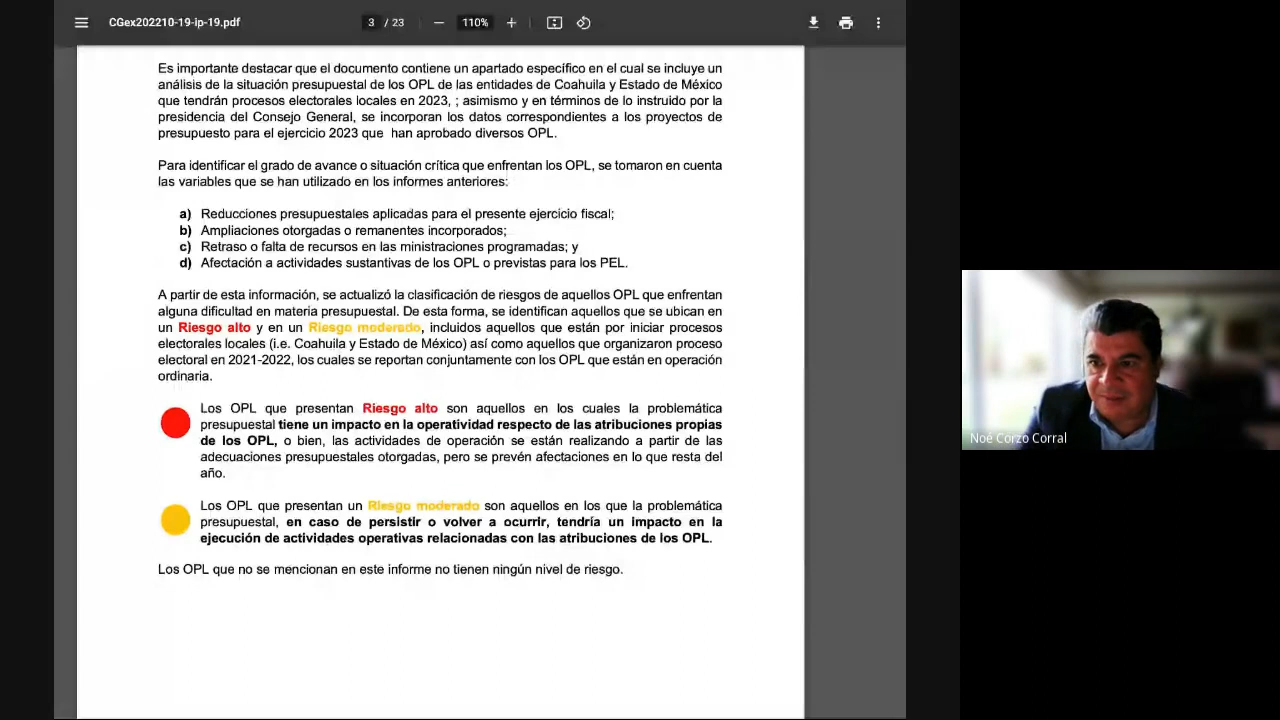 CGex202210-19-ip-19.pdf
3 / 23
110%
Es importante destacar que el documento contiene un apartado específico en el cual se incluye un
análisis de la situación presupuestal de los OPL de las entidades de Coahuila y Estado de México
que tendrán procesos electorales locales en 2023, ; asimismo y en términos de lo instruido por la
presidencia del Consejo General, se incorporan los datos correspondientes a los proyectos de
presupuesto para el ejercicio 2023 que han aprobado diversos OPL.
Para identificar el grado de avance o situación crítica que enfrentan los OPL, se tomaron en cuenta
las variables que se han utilizado en los informes anteriores:
a) Reducciones presupuestales aplicadas para el presente ejercicio fiscal;
b) Ampliaciones otorgadas o remanentes incorporados;
c) Retraso o falta de recursos en las ministraciones programadas; y
d) Afectación a actividades sustantivas de los OPL o previstas para los PEL.
A partir de esta información, se actualizó la clasificación de riesgos de aquellos OPL que enfrentan
alguna dificultad en materia presupuestal. De esta forma, se identifican aquellos que se ubican en
un Riesgo alto y en un Riesgo moderado, incluidos aquellos que están por iniciar procesos
electorales locales (i.e. Coahuila y Estado de México) así como aquellos que organizaron proceso
electoral en 2021-2022, los cuales se reportan conjuntamente con los OPL que están en operación
ordinaria.
Los OPL que presentan Riesgo alto son aquellos en los cuales la problemática
presupuestal tiene un impacto en la operatividad respecto de las atribuciones propias
de los OPL, o bien, las actividades de operación se están realizando a partir de las
adecuaciones presupuestales otorgadas, pero se prevén afectaciones en lo que resta del
año.
Los OPL que presentan un Riesgo moderado son aquellos en los que la problemática
presupuestal, en caso de persistir o volver a ocurrir, tendría un impacto en la
ejecución de actividades operativas relacionadas con las atribuciones de los OPL.
Los OPL que no se mencionan en este informe no tienen ningún nivel de riesgo.
Noé Corzo Corral